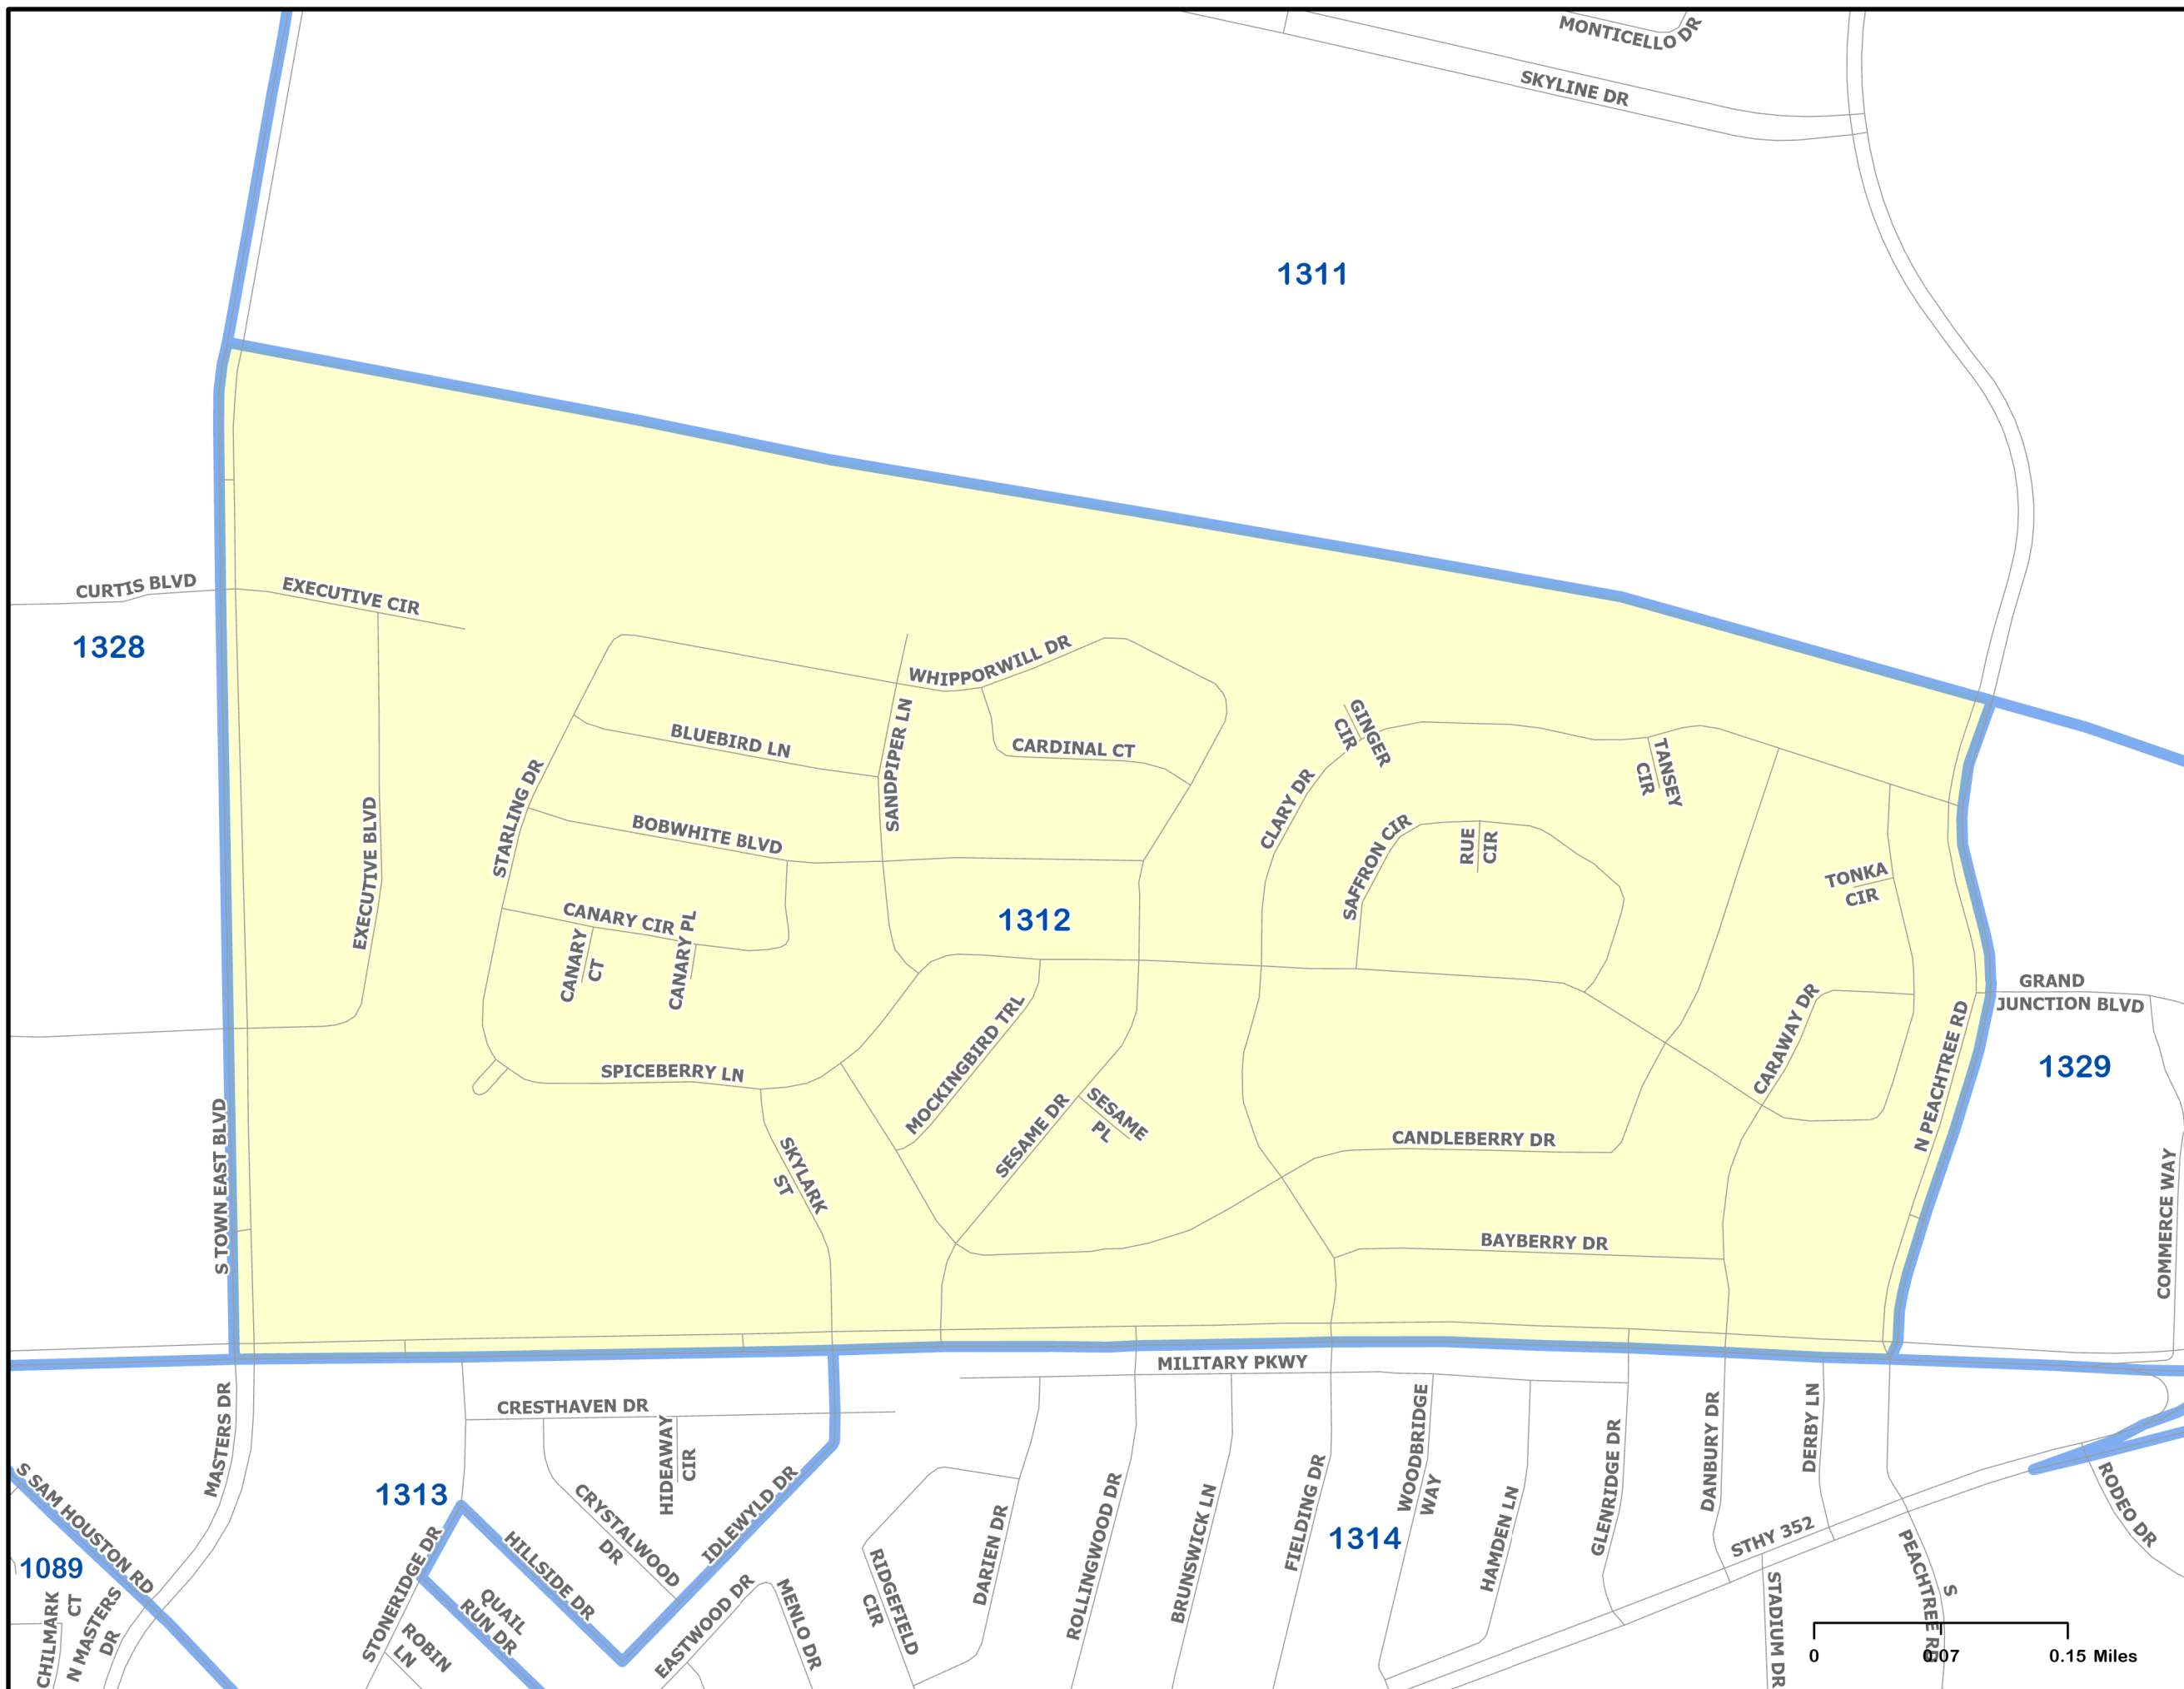 MONTICELLO DR
SKYLINE DR
1311
CURTIS BLVD
EXECUTIVE CIR
1328
WHIPPORWILL DR
BLUEBIRD LN
SANDPIPER LN
CARDINAL CT
GINGER
CIR
TANSEY
CIR
STARLING DR
CLARY DR
BOBWHITE BLVD
SAFFRON CIR
RUE
CIR
EXECUTIVE BLVD
TONKA
CIR
CANARY CIR
CANARY PL
CANARY
CT
1312
GRAND
JUNCTION BLVD
CARAWAY DR
N PEACHTREE RD
MOCKINGBIRD TRL
SPICEBERRY LN
1329
SESAME DR
SESAME
PL
SKYLARK
ST
CANDLEBERRY DR
S TOWN EAST BLVD
BAYBERRY DR
COMMERCE WAY
MILITARY PKWY
MASTERS DR
CRESTHAVEN DR
HIDEAWAY
CIR
WOODBRIDGE
WAY
DANBURY DR
DERBY LN
GLENRIDGE DR
1313
S SAM HOUSTON RD
CRYSTALWOOD
DR
IDLEWYLD DR
HILLSIDE DR
DARIEN DR
ROLLINGWOOD DR
BRUNSWICK LN
FIELDING DR
1314
HAMDEN LN
STHY 352
RODEO DR
1089
CHILMARK
CT
N MASTERS
DR
STONERIDGE DR
QUAIL
RUN DR
ROBIN
LN
EASTWOOD DR
MENLO DR
RIDGEFIELD
CIR
STADIUM DR
S
PEACHTREE RD
0
0.07
0.15 Miles